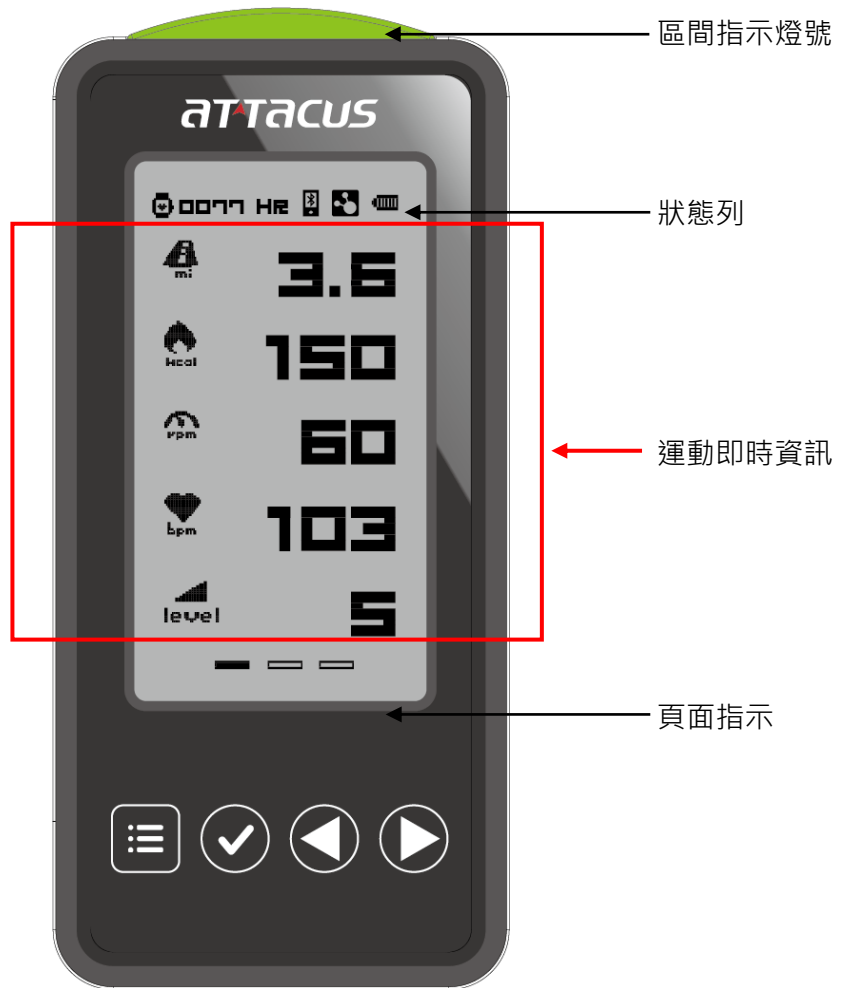 區間指示燈號
ATTACUS
0077 HR
狀態列
mi
3.6
kcal
150
運動即時資訊
rpm
60
bpm
103
level
5
頁面指示